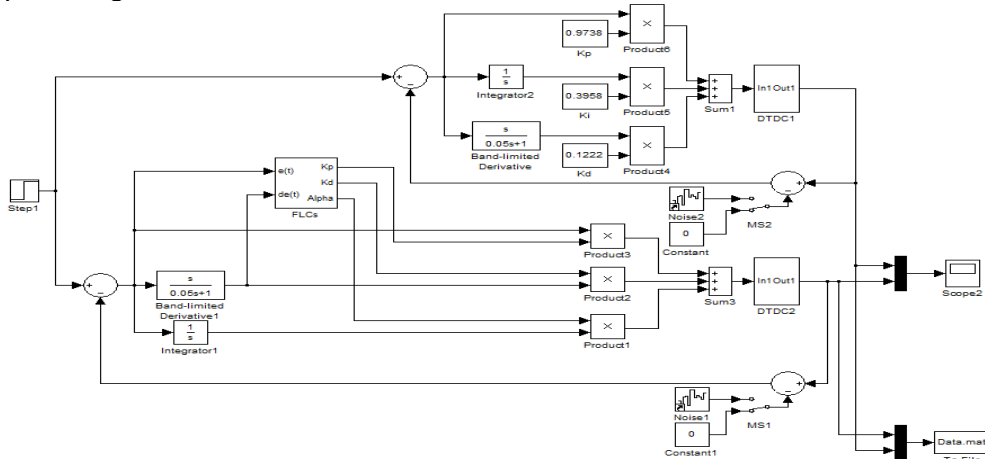 0.9738
Kp
Product6
1
s
Integrator2
0.3958
Ki
Product5
Sum1
In1 Out1
DTDC1
s
0.05s+1
Band-limited
Derivative
0.1222
Kd
Product4
Step1
e(t)
de(t)
Kp
Kd
Alpha
FLCs
Noise2
MS2
0
Constant
Product3
s
0.05s+1
Band-limited
Derivative1
Product2
Sum3
In1 Out1
DTDC2
Scope2
1
s
Integrator1
Product1
Noise1
MS1
0
Constant1
Data.mat